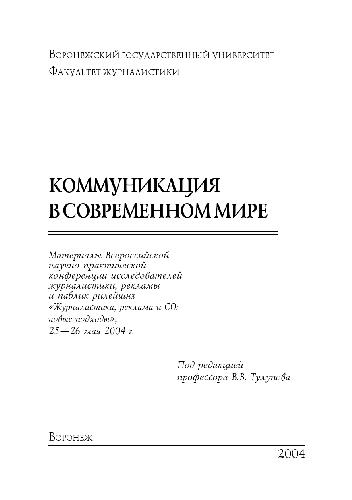 Воронежский государственный университет
Факультет журналистики
КОММУНИКАЦИЯ
В СОВРЕМЕННОМ МИРЕ
Материалы Всероссийской
научно-практической
конференции исследователей
журналистики, рекламы
и паблик рилейшнз
«Журналистика, реклама и СО:
новые подходы»,
25—26 мая 2004 г.
Под редакцией
профессора В.В. Тулупова
Воронеж
2004